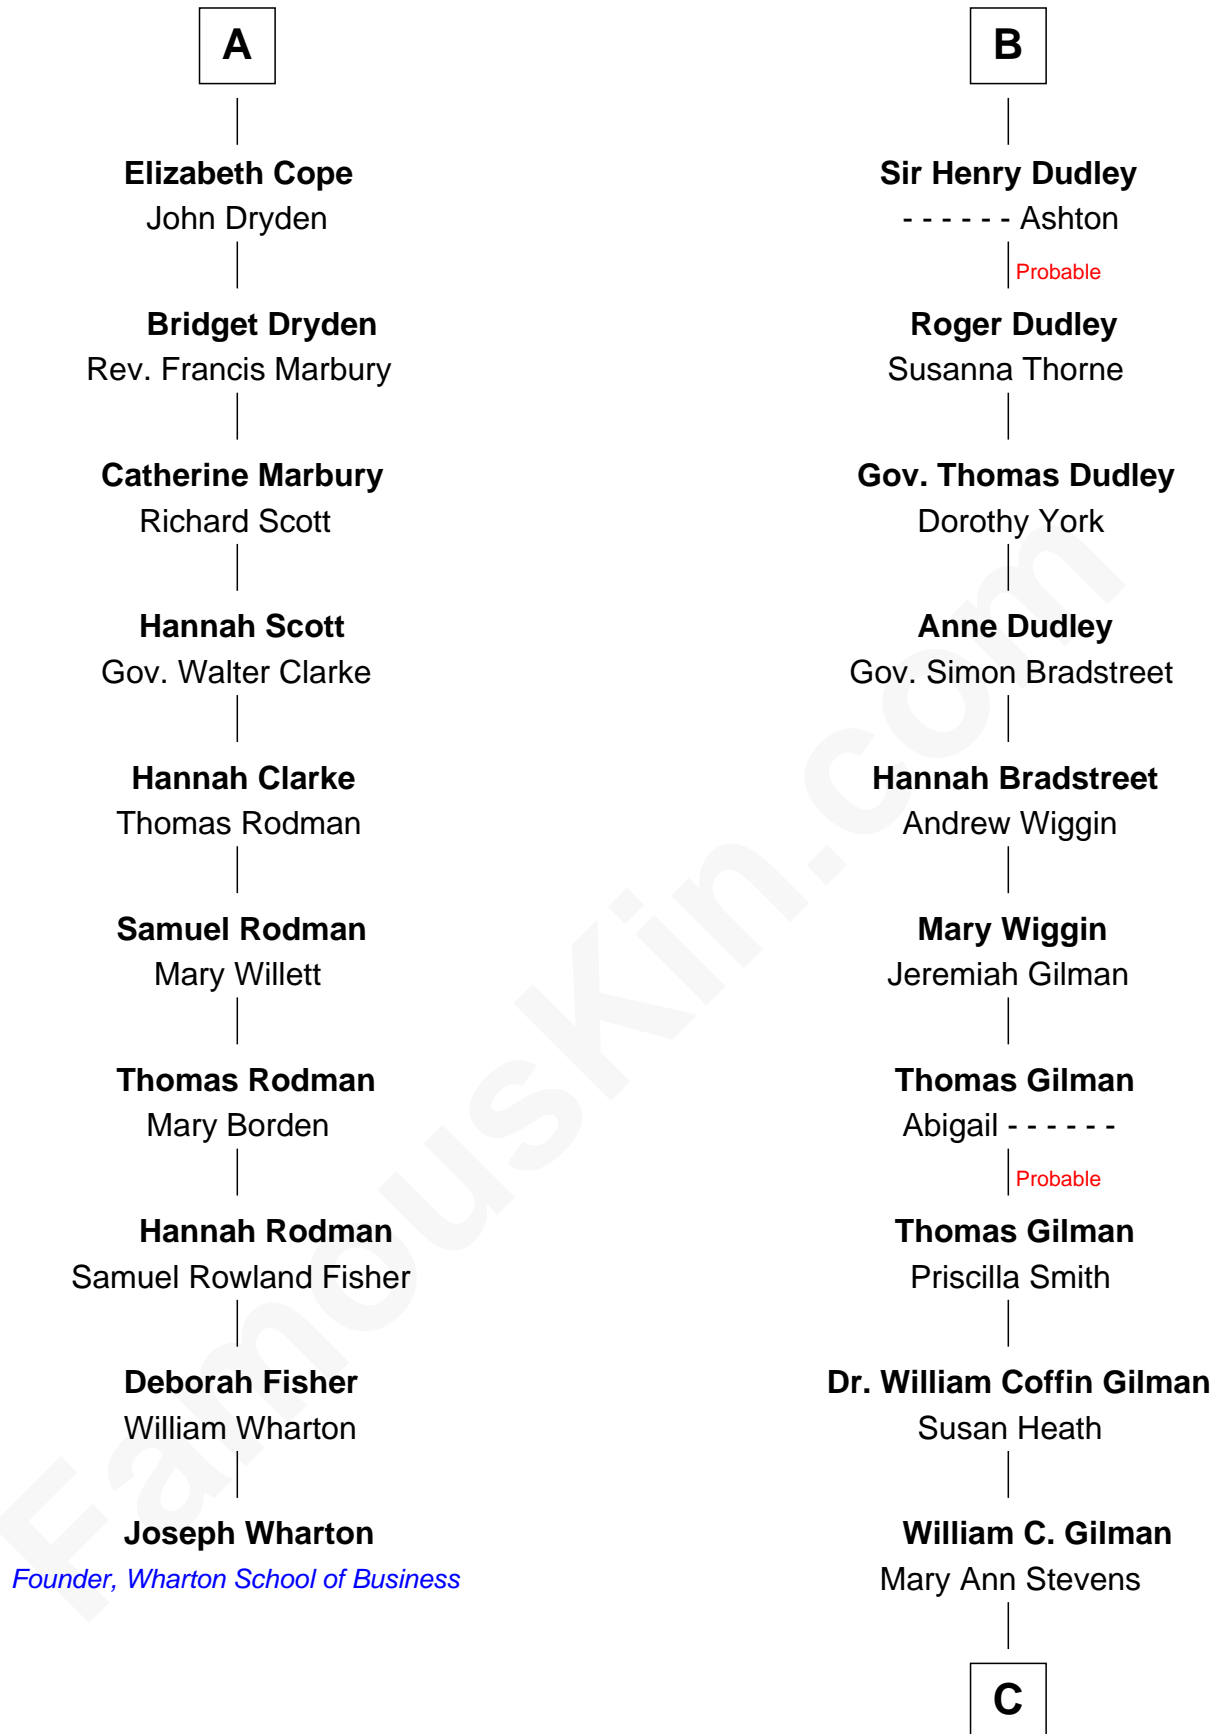 A
Elizabeth Cope
John Dryden
Bridget Dryden
Rev. Francis Marbury
Catherine Marbury
Richard Scott
Hannah Scott
Gov. Walter Clarke
Hannah Clarke
Thomas Rodman
Samuel Rodman
Mary Willett
Thomas Rodman
Mary Borden
Hannah Rodman
Samuel Rowland Fisher
Deborah Fisher
William Wharton
Joseph Wharton
Founder, Wharton School of Business
B
Sir Henry Dudley
- - - - - - Ashton
Probable
Roger Dudley
Susanna Thorne
Gov. Thomas Dudley
Dorothy York
Anne Dudley
Gov. Simon Bradstreet
Hannah Bradstreet
Andrew Wiggin
Mary Wiggin
Jeremiah Gilman
Thomas Gilman
Abigail - - - - - -
Probable
Thomas Gilman
Priscilla Smith
Dr. William Coffin Gilman
Susan Heath
William C. Gilman
Mary Ann Stevens
C
FamousKin.com